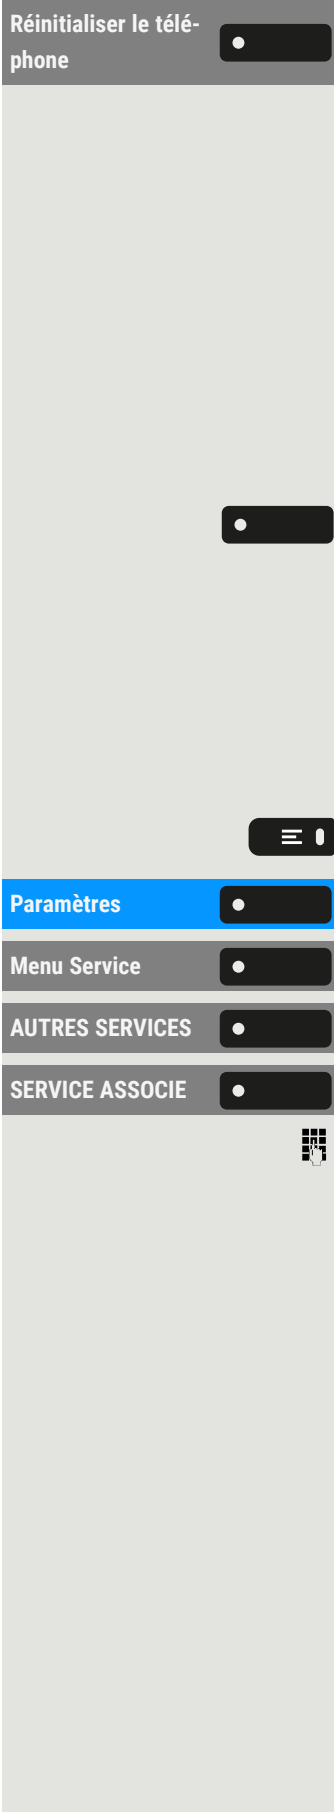 Réinitialiser le télé-
phone
Paramètres
Menu Service
AUTRES SERVICES
SERVICE ASSOCIE